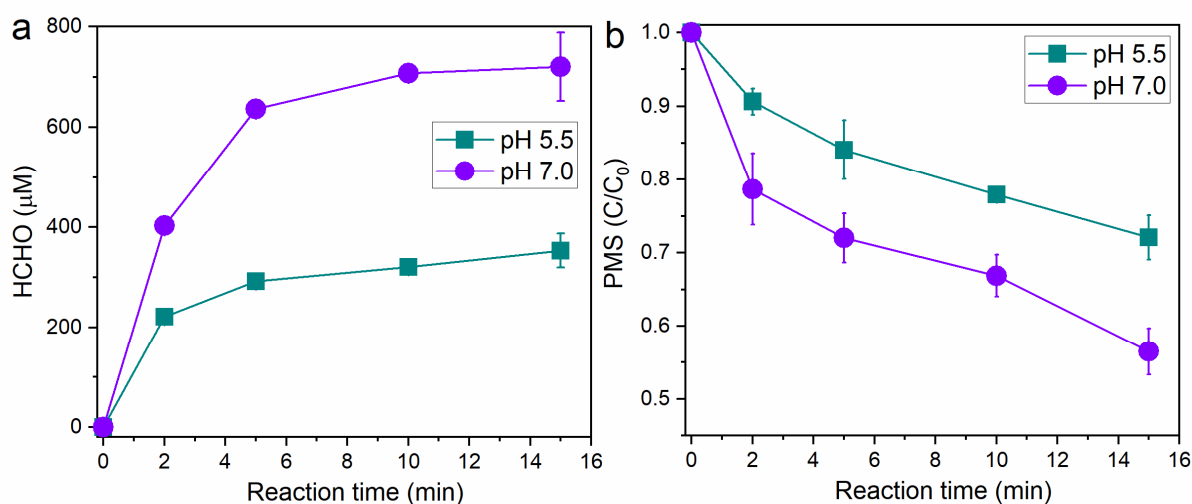 a
800
600
400
200
0
HCHO (μM)
pH 5.5
pH 7.0
0 2 4 6 8 10 12 14 16
Reaction time (min)
b
1.0
0.9
0.8
0.7
0.6
0.5
PMS (C/C₀)
pH 5.5
pH 7.0
0 2 4 6 8 10 12 14 16
Reaction time (min)